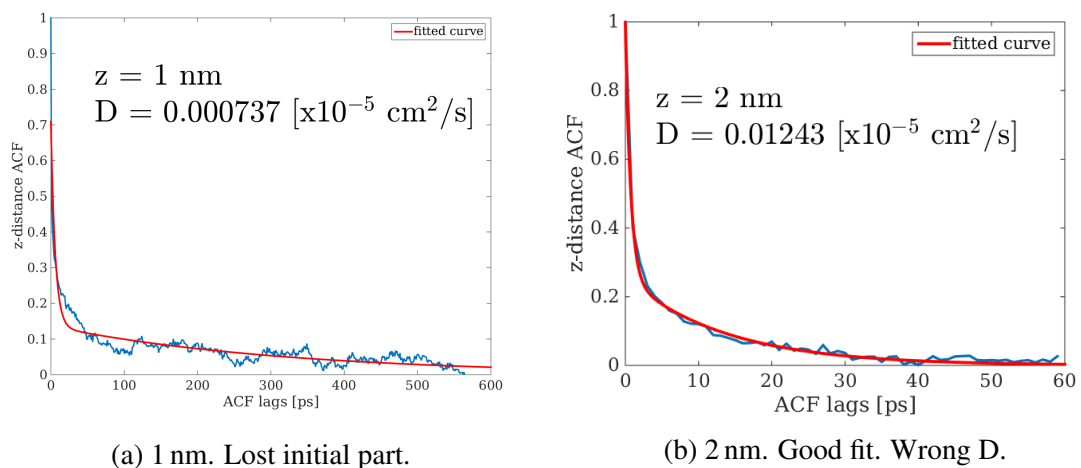 fitted curve
z = 1 nm
D = 0.000737 [x10⁻⁵ cm²/s]
z-distance ACF
1
0.9
0.8
0.7
0.6
0.5
0.4
0.3
0.2
0.1
0
0 100 200 300 400 500 600
ACF lags [ps]
(a) 1 nm. Lost initial part.
fitted curve
z = 2 nm
D = 0.01243 [x10⁻⁵ cm²/s]
z-distance ACF
1
0.8
0.6
0.4
0.2
0
0 10 20 30 40 50 60
ACF lags [ps]
(b) 2 nm. Good fit. Wrong D.